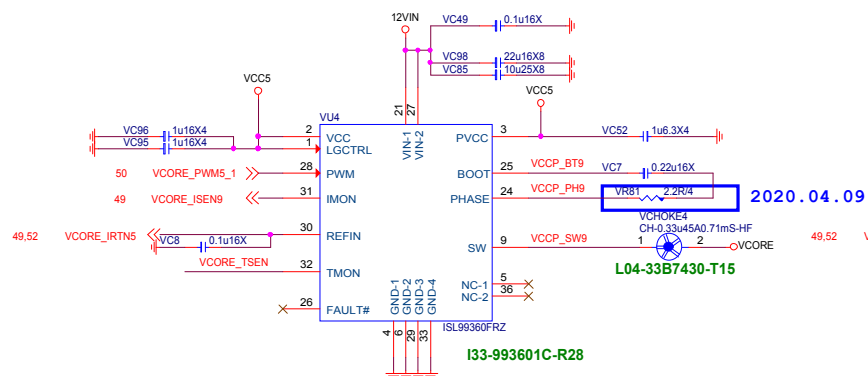 12VIN
VC49 0.1u16X
VC98 22u16X8
VC85 10u25X8
VCC5
VCC5
VU4
21
27
VC96 1u16X4
VC95 1u16X4
2 VCC
1 LGCTRL
VIN-1
VIN-2
PVCC 3
VC52 1u6.3X4
50 VCORE_PWM5_1
28 PWM
BOOT 25 VCCP_BT9 VC7 0.22u16X
49 VCORE_ISEN9
31 IMON
PHASE 24 VCCP_PH9 VR81 2.2R/4
2020.04.09
VCHOKE4
CH-0.33u45A0.71mS-HF
49,52 VCORE_IRTN5
30 REFIN
VC8 0.1u16X
SW 9 VCCP_SW9 1 2 VCORE
49,52 V
L04-33B7430-T15
VCORE_TSEN
32 TMON
NC-1 5
NC-2 36
26 FAULT#
GND-1
GND-2
GND-3
GND-4
4
6
29
33
ISL99360FRZ
I33-993601C-R28